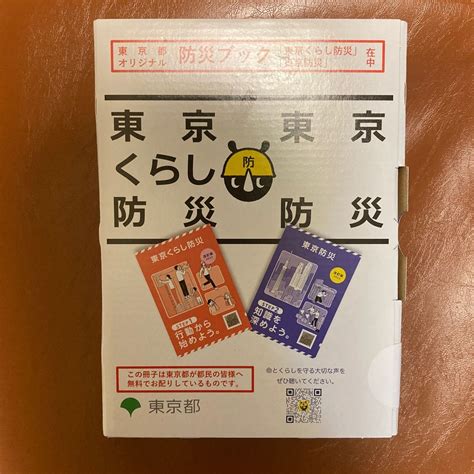 東京都
オリジナル
防災ブック
「東京くらし防災」
「東京防災」
在中
東京 東京
くらし
防
防災 防災
東京くらし防災
STEP1
行動から
始めよう。
東京防災
STEP2
知識を
深めよう。
この冊子は東京都が都民の皆様へ
無料でお配りしているものです。
東京都
とくらしを守る大切な声を
ぜひ聴いてください。